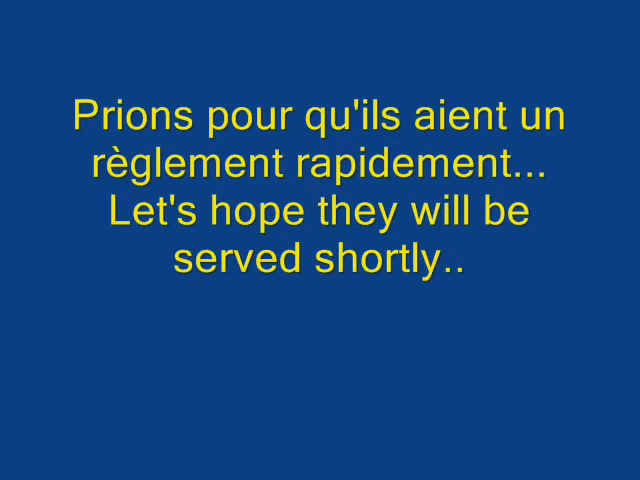 Prions pour qu'ils aient un
règlement rapidement...
Let's hope they will be
served shortly..